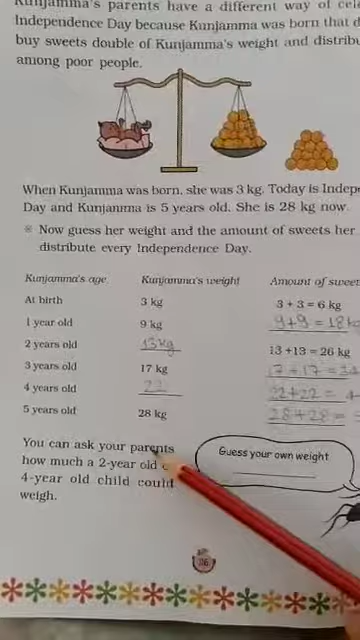 Kunjamma's parents have a different way of cel
Independence Day because Kunjamma was born that d
buy sweets double of Kunjamma's weight and distribu
among poor people.
When Kunjamma was born, she was 3 kg. Today is Indepe
Day and Kunjamma is 5 years old. She is 28 kg now.
Now guess her weight and the amount of sweets her
distribute every Independence Day.
Kunjamma's age Kunjamma's weight Amount of sweet
At birth 3 kg 3 + 3 = 6 kg
1 year old 9 kg 9+9 = 18 kg
2 years old 13kg 13 +13 = 26 kg
3 years old 17 kg 17+17 =
4 years old 22 22+22 =
5 years old 28 kg 28+28 =
You can ask your parents
how much a 2-year old
4-year old child could
weigh.
Guess your own weight